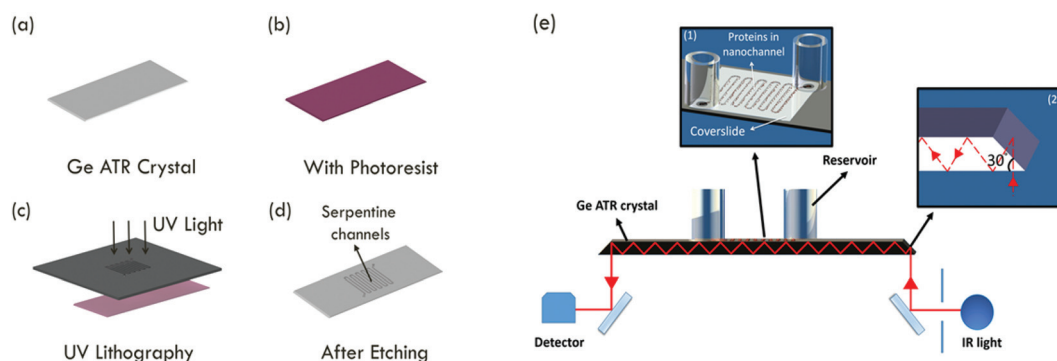 (a)
Ge ATR Crystal
(b)
With Photoresist
(c)
UV Light
UV Lithography
(d)
Serpentine
channels
After Etching
(e)
(1)
Proteins in
nanochannel
Coverslide
(2)
30°
Reservoir
Ge ATR crystal
Detector
IR light